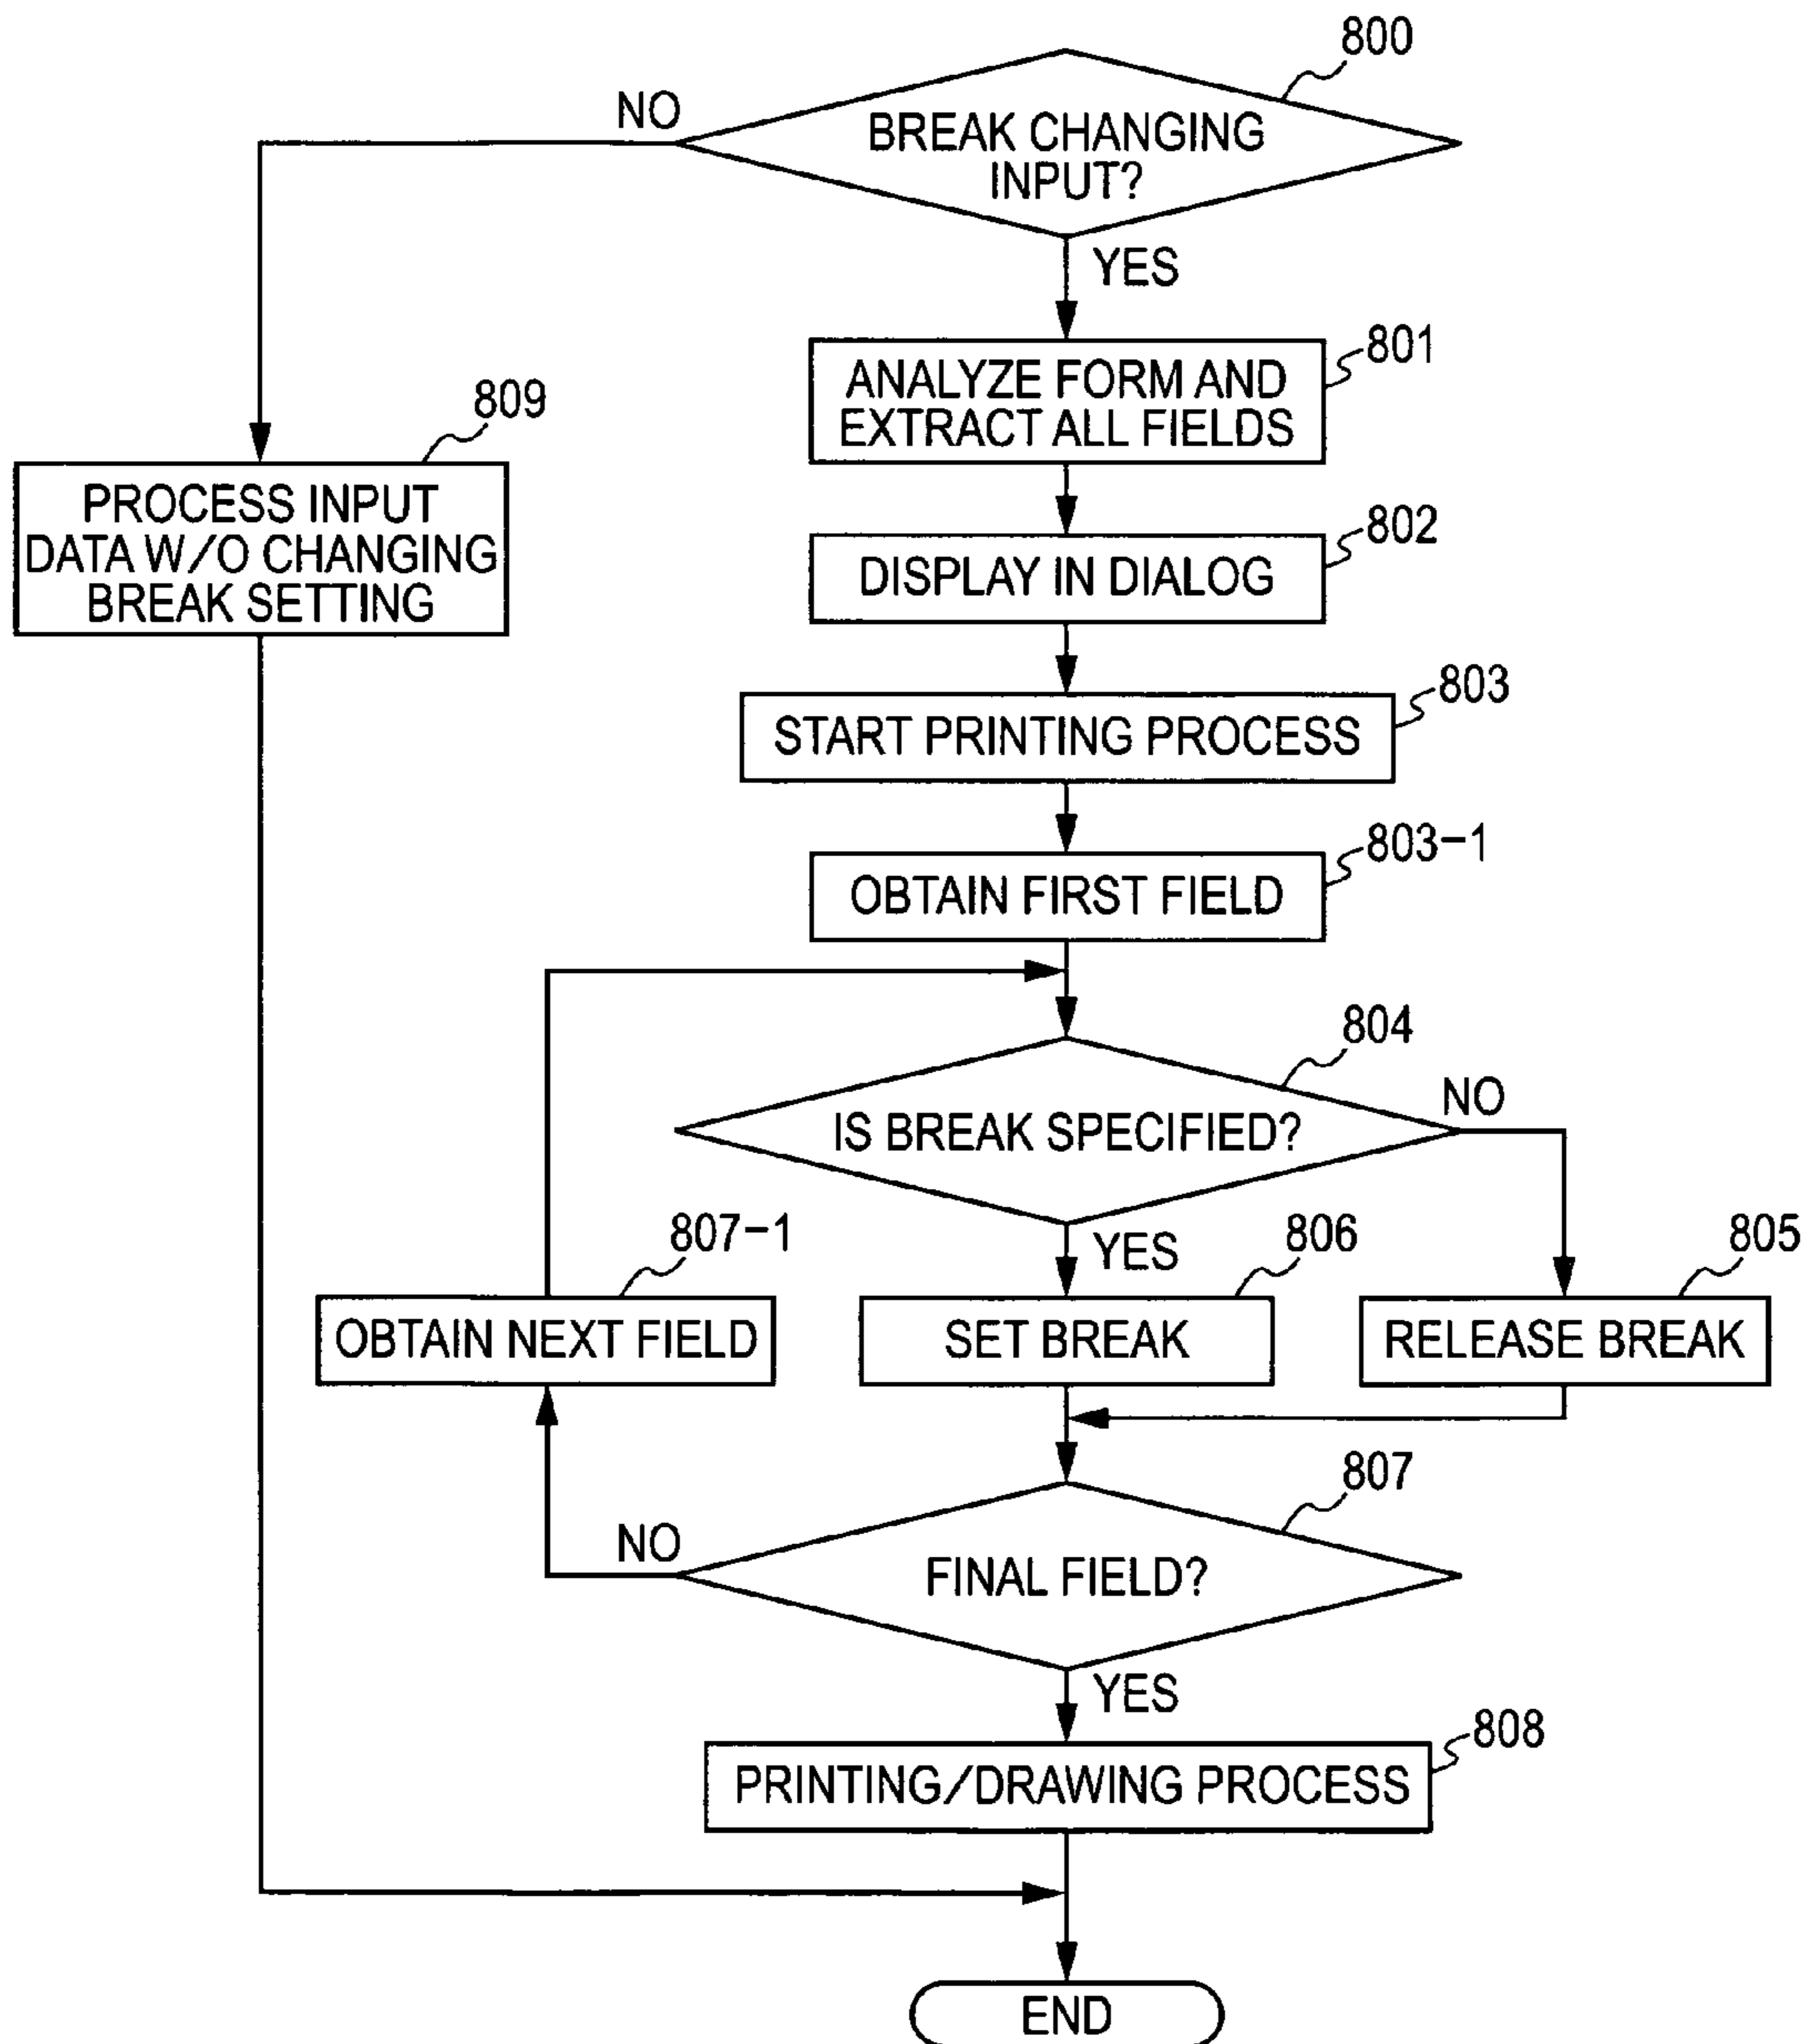 800
NO
BREAK CHANGING
INPUT?
YES
801
ANALYZE FORM AND
EXTRACT ALL FIELDS
809
PROCESS INPUT
DATA W/O CHANGING
BREAK SETTING
802
DISPLAY IN DIALOG
803
START PRINTING PROCESS
803-1
OBTAIN FIRST FIELD
804
NO
IS BREAK SPECIFIED?
807-1
YES
806
805
OBTAIN NEXT FIELD
SET BREAK
RELEASE BREAK
807
NO
FINAL FIELD?
YES
808
PRINTING/DRAWING PROCESS
END